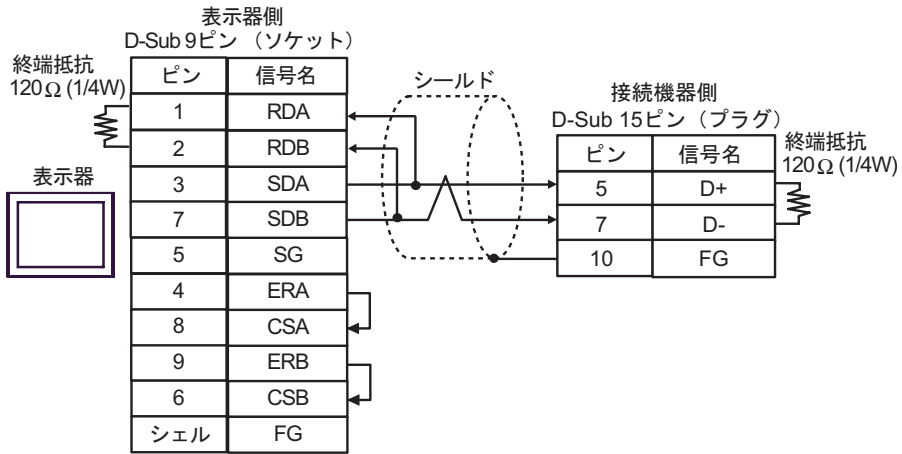 表示器側
D-Sub 9ピン （ソケット）
終端抵抗
120Ω (1/4W)
ピン 信号名
1 RDA
2 RDB
3 SDA
7 SDB
5 SG
4 ERA
8 CSA
9 ERB
6 CSB
シェル FG
表示器
シールド
接続機器側
D-Sub 15ピン（プラグ）
ピン 信号名
5 D+
7 D-
10 FG
終端抵抗
120Ω (1/4W)